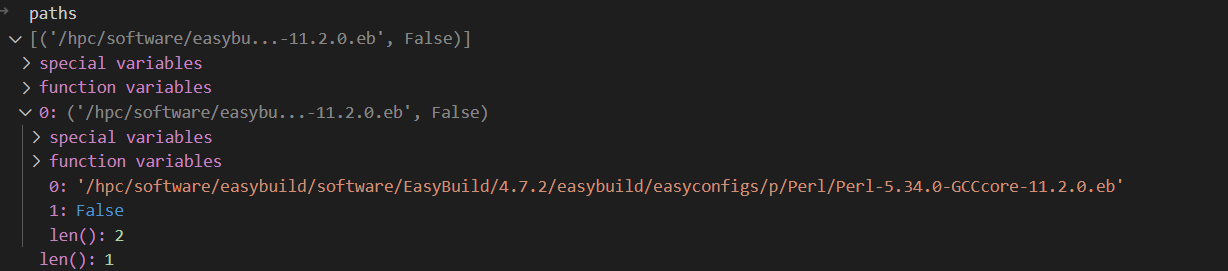 paths
[('/hpc/software/easybu...-11.2.0.eb', False)]
special variables
function variables
0: ('/hpc/software/easybu...-11.2.0.eb', False)
special variables
function variables
0: '/hpc/software/easybuild/software/EasyBuild/4.7.2/easybuild/easyconfigs/p/Perl/Perl-5.34.0-GCCcore-11.2.0.eb'
1: False
len(): 2
len(): 1